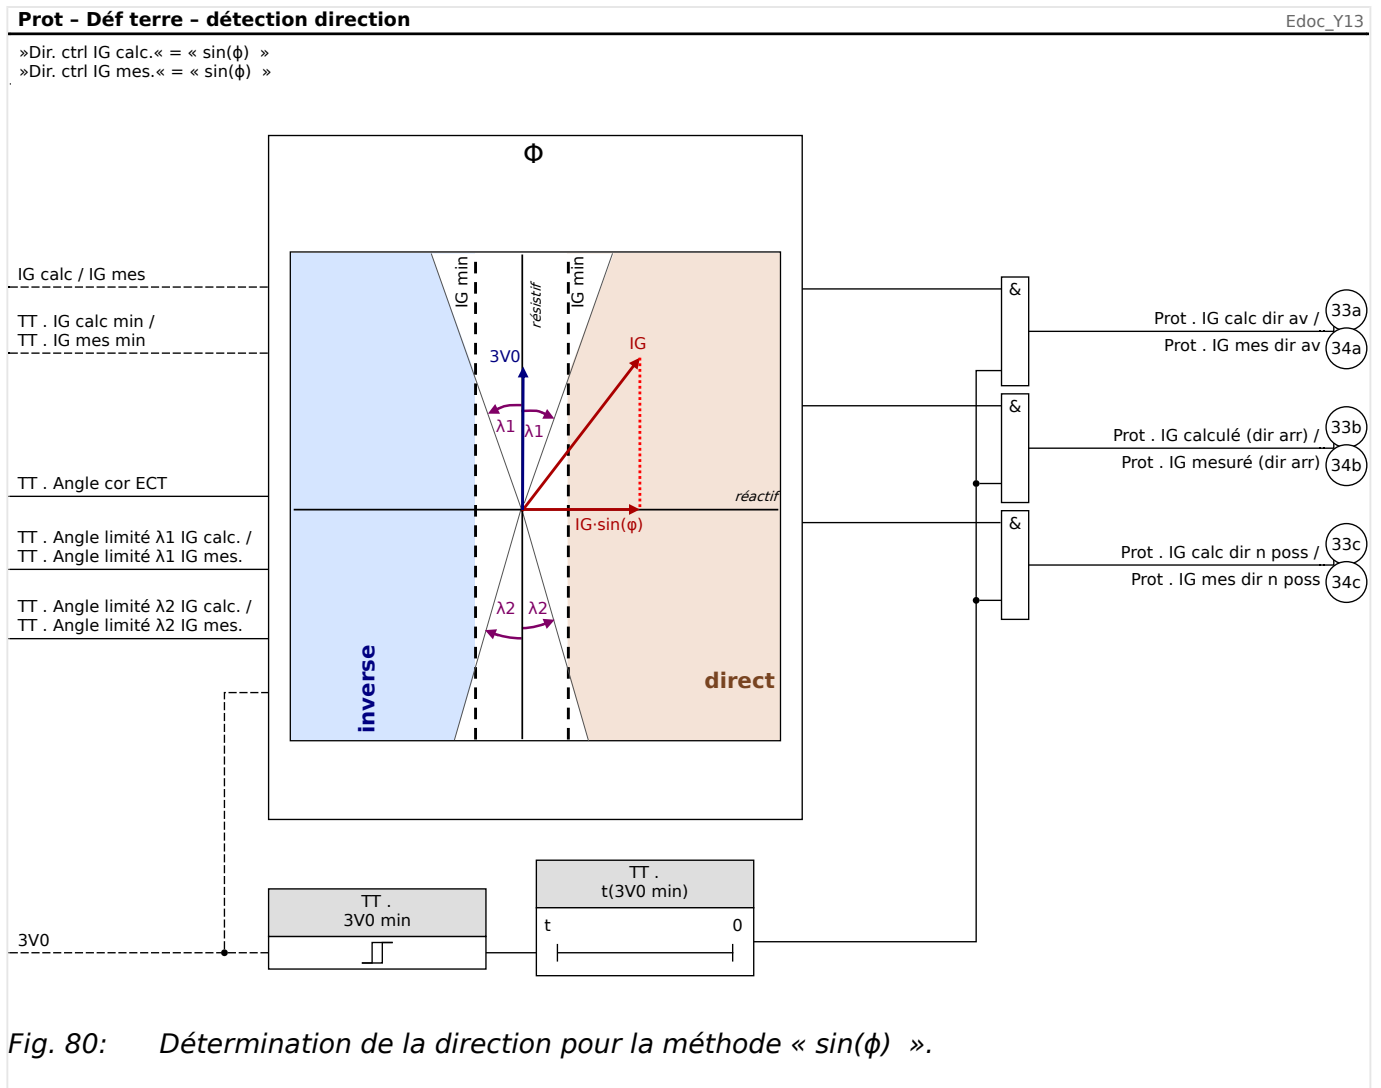 Prot – Déf terre – détection direction
Edoc_Y13
»Dir. ctrl IG calc.« = « sin(ϕ)  »
»Dir. ctrl IG mes.« = « sin(ϕ)  »
Φ
IG calc / IG mes
TT . IG calc min /
TT . IG mes min
TT . Angle cor ECT
TT . Angle limité λ1 IG calc. /
TT . Angle limité λ1 IG mes.
TT . Angle limité λ2 IG calc. /
TT . Angle limité λ2 IG mes.
3V0
IG min
résistif
IG min
3V0
IG
λ1
λ1
réactif
IG·sin(φ)
λ2
λ2
inverse
direct
&
Prot . IG calc dir av /
33a
Prot . IG mes dir av
34a
&
Prot . IG calculé (dir arr) /
33b
Prot . IG mesuré (dir arr)
34b
&
Prot . IG calc dir n poss /
33c
Prot . IG mes dir n poss
34c
TT .
3V0 min
TT .
t(3V0 min)
t
0
Fig. 80: Détermination de la direction pour la méthode « sin(ϕ)  ».